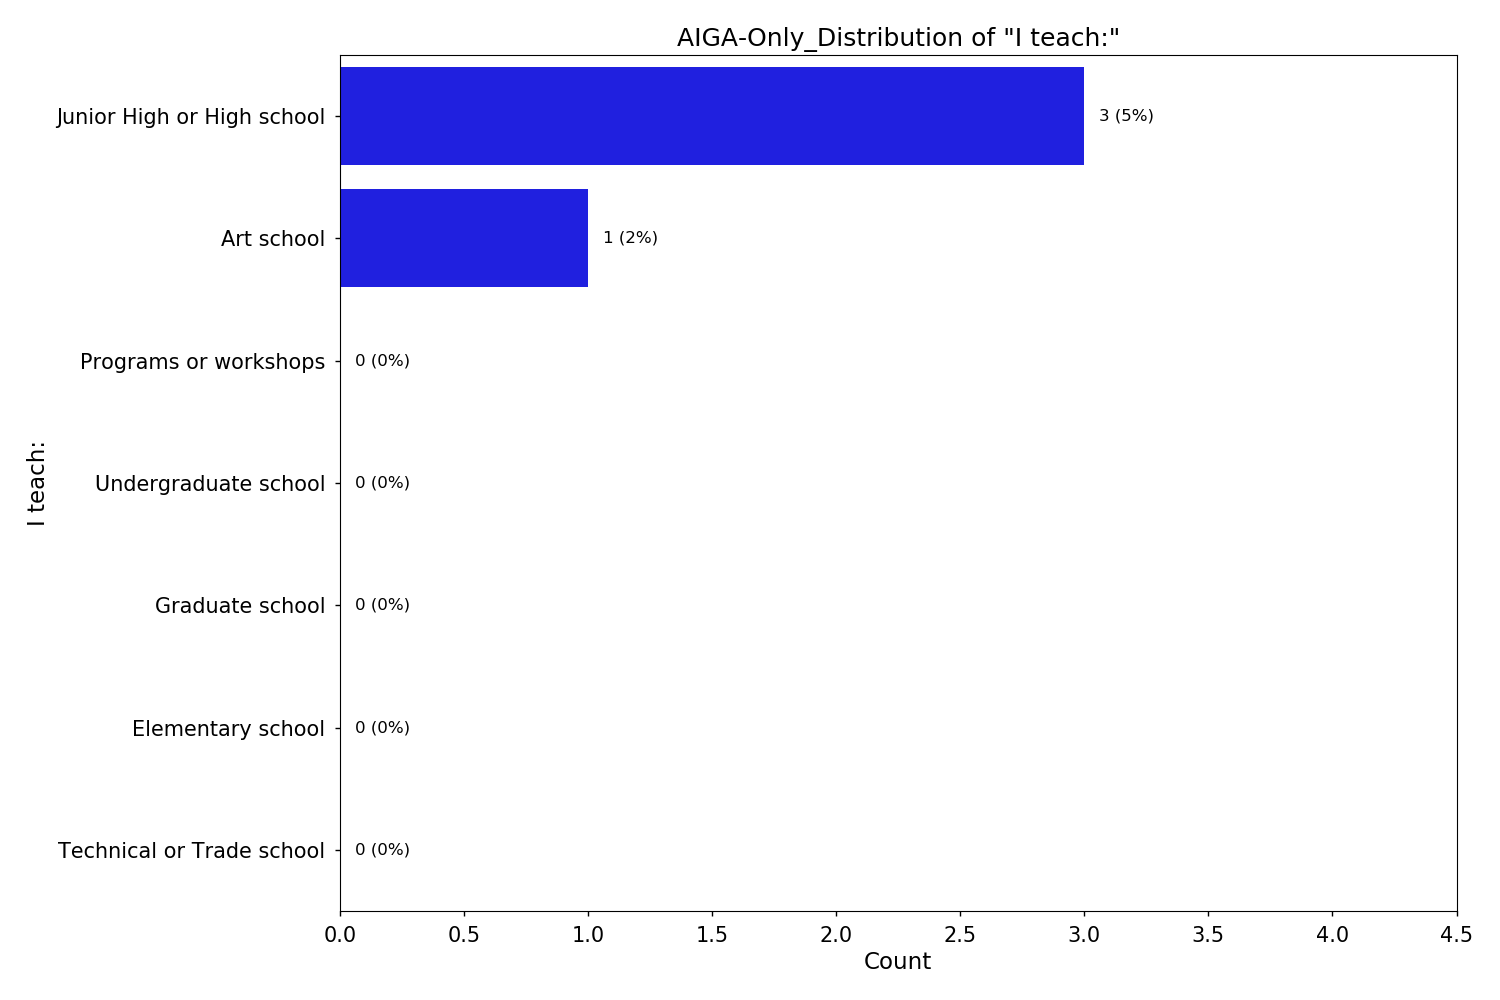 AIGA-Only_Distribution of "I teach:"
Junior High or High school
3 (5%)
Art school
1 (2%)
Programs or workshops
0 (0%)
Undergraduate school
0 (0%)
Graduate school
0 (0%)
Elementary school
0 (0%)
Technical or Trade school
0 (0%)
I teach:
0.0 0.5 1.0 1.5 2.0 2.5 3.0 3.5 4.0 4.5
Count